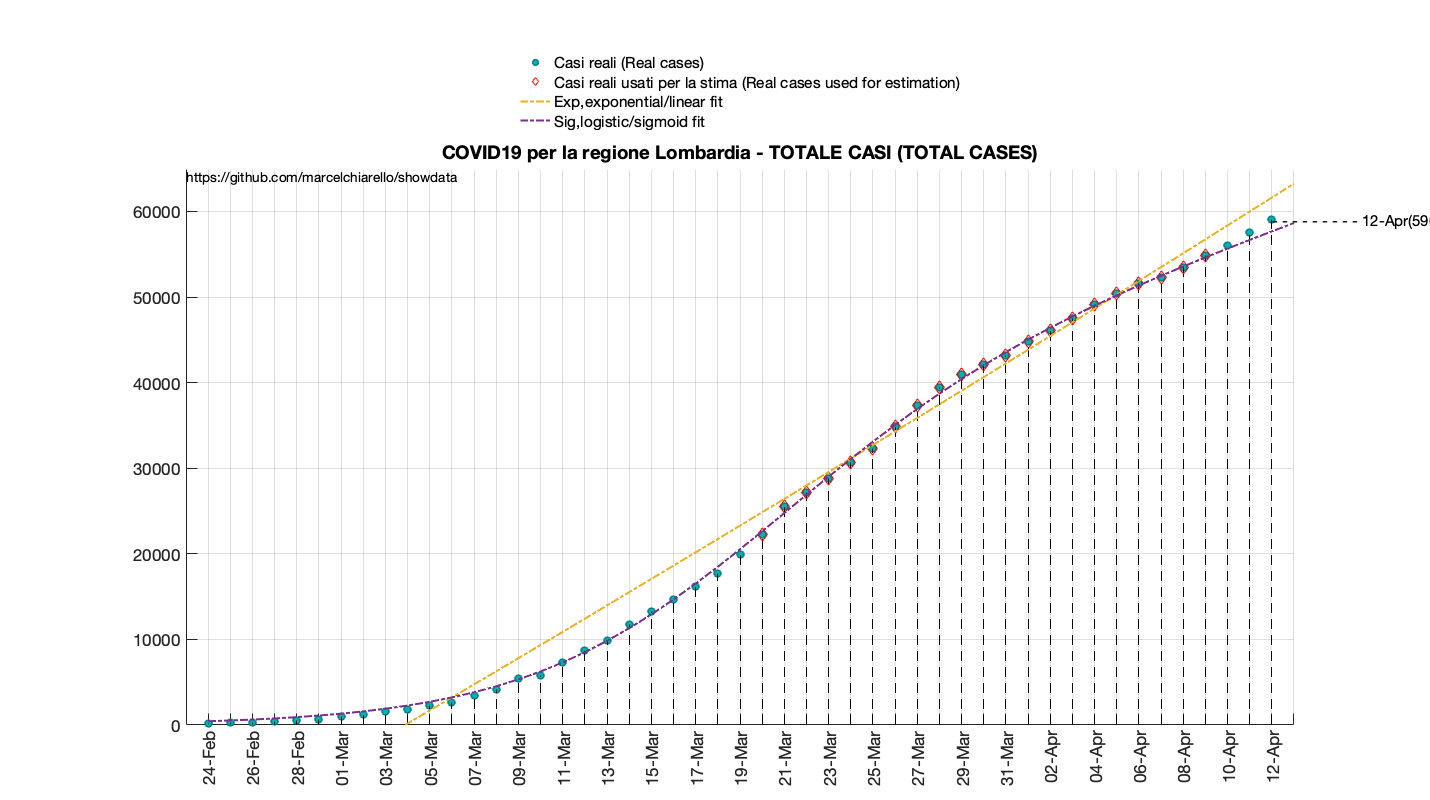 Casi reali (Real cases)
Casi reali usati per la stima (Real cases used for estimation)
Exp,exponential/linear fit
Sig,logistic/sigmoid fit
COVID19 per la regione Lombardia - TOTALE CASI (TOTAL CASES)
https://github.com/marcelchiarello/showdata
60000
12-Apr(59
50000
40000
30000
20000
10000
0
24-Feb
26-Feb
28-Feb
01-Mar
03-Mar
05-Mar
07-Mar
09-Mar
11-Mar
13-Mar
15-Mar
17-Mar
19-Mar
21-Mar
23-Mar
25-Mar
27-Mar
29-Mar
31-Mar
02-Apr
04-Apr
06-Apr
08-Apr
10-Apr
12-Apr